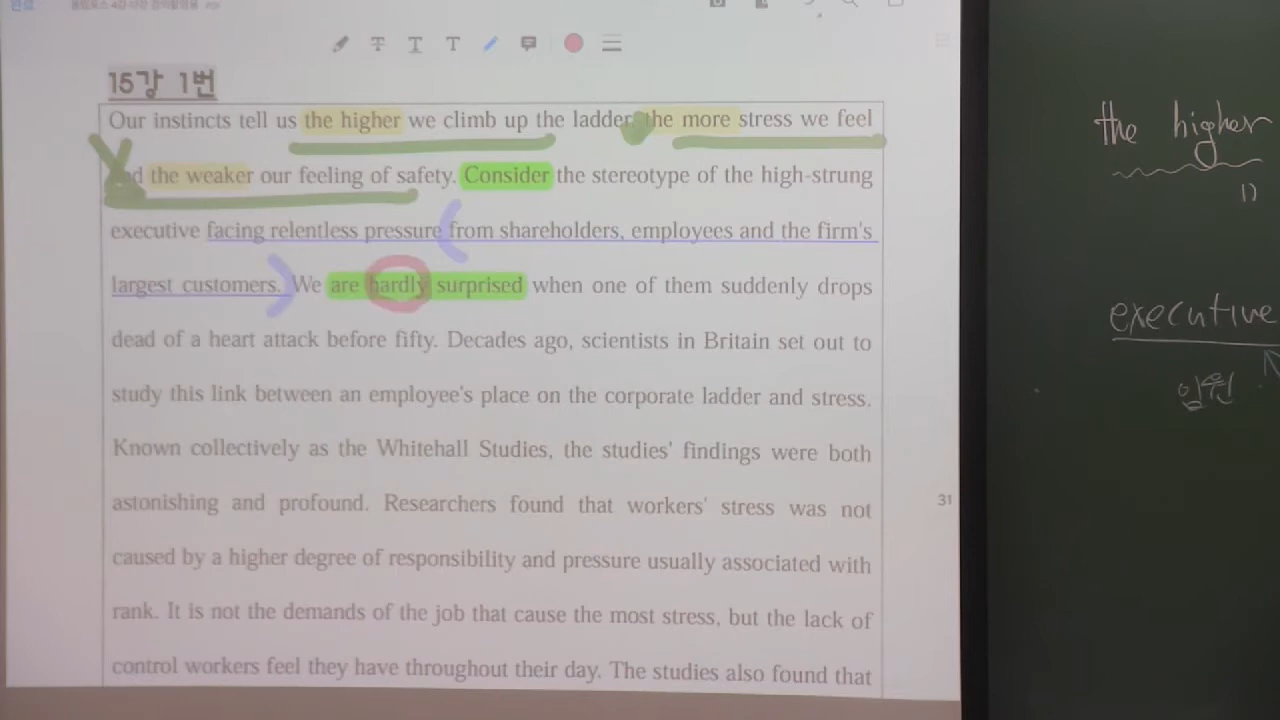 15강 1번
Our instincts tell us the higher we climb up the ladder, the more stress we feel
the weaker our feeling of safety. Consider the stereotype of the high-strung
executive facing relentless pressure from shareholders, employees and the firm's
largest customers. We are hardly surprised when one of them suddenly drops
dead of a heart attack before fifty. Decades ago, scientists in Britain set out to
study this link between an employee's place on the corporate ladder and stress.
Known collectively as the Whitehall Studies, the studies' findings were both
astonishing and profound. Researchers found that workers' stress was not
caused by a higher degree of responsibility and pressure usually associated with
rank. It is not the demands of the job that cause the most stress, but the lack of
control workers feel they have throughout their day. The studies also found that
31
the higher
1)
executive
임원